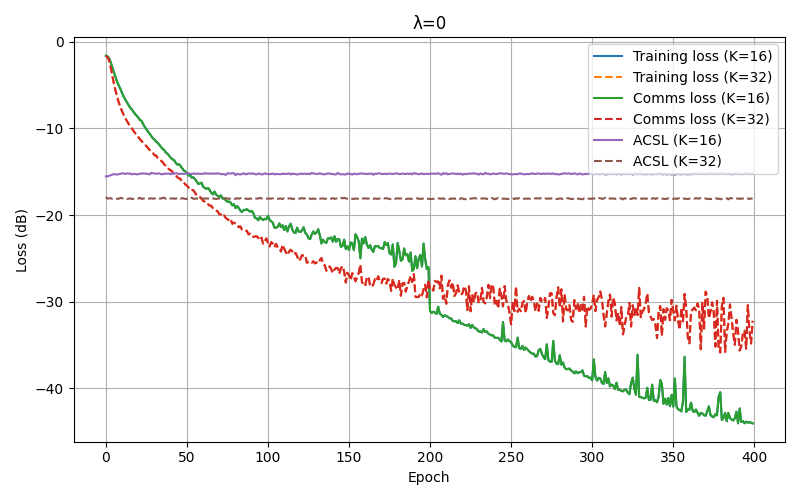 λ=0
Loss (dB)
0
−10
−20
−30
−40
Training loss (K=16)
Training loss (K=32)
Comms loss (K=16)
Comms loss (K=32)
ACSL (K=16)
ACSL (K=32)
0
50
100
150
200
250
300
350
400
Epoch